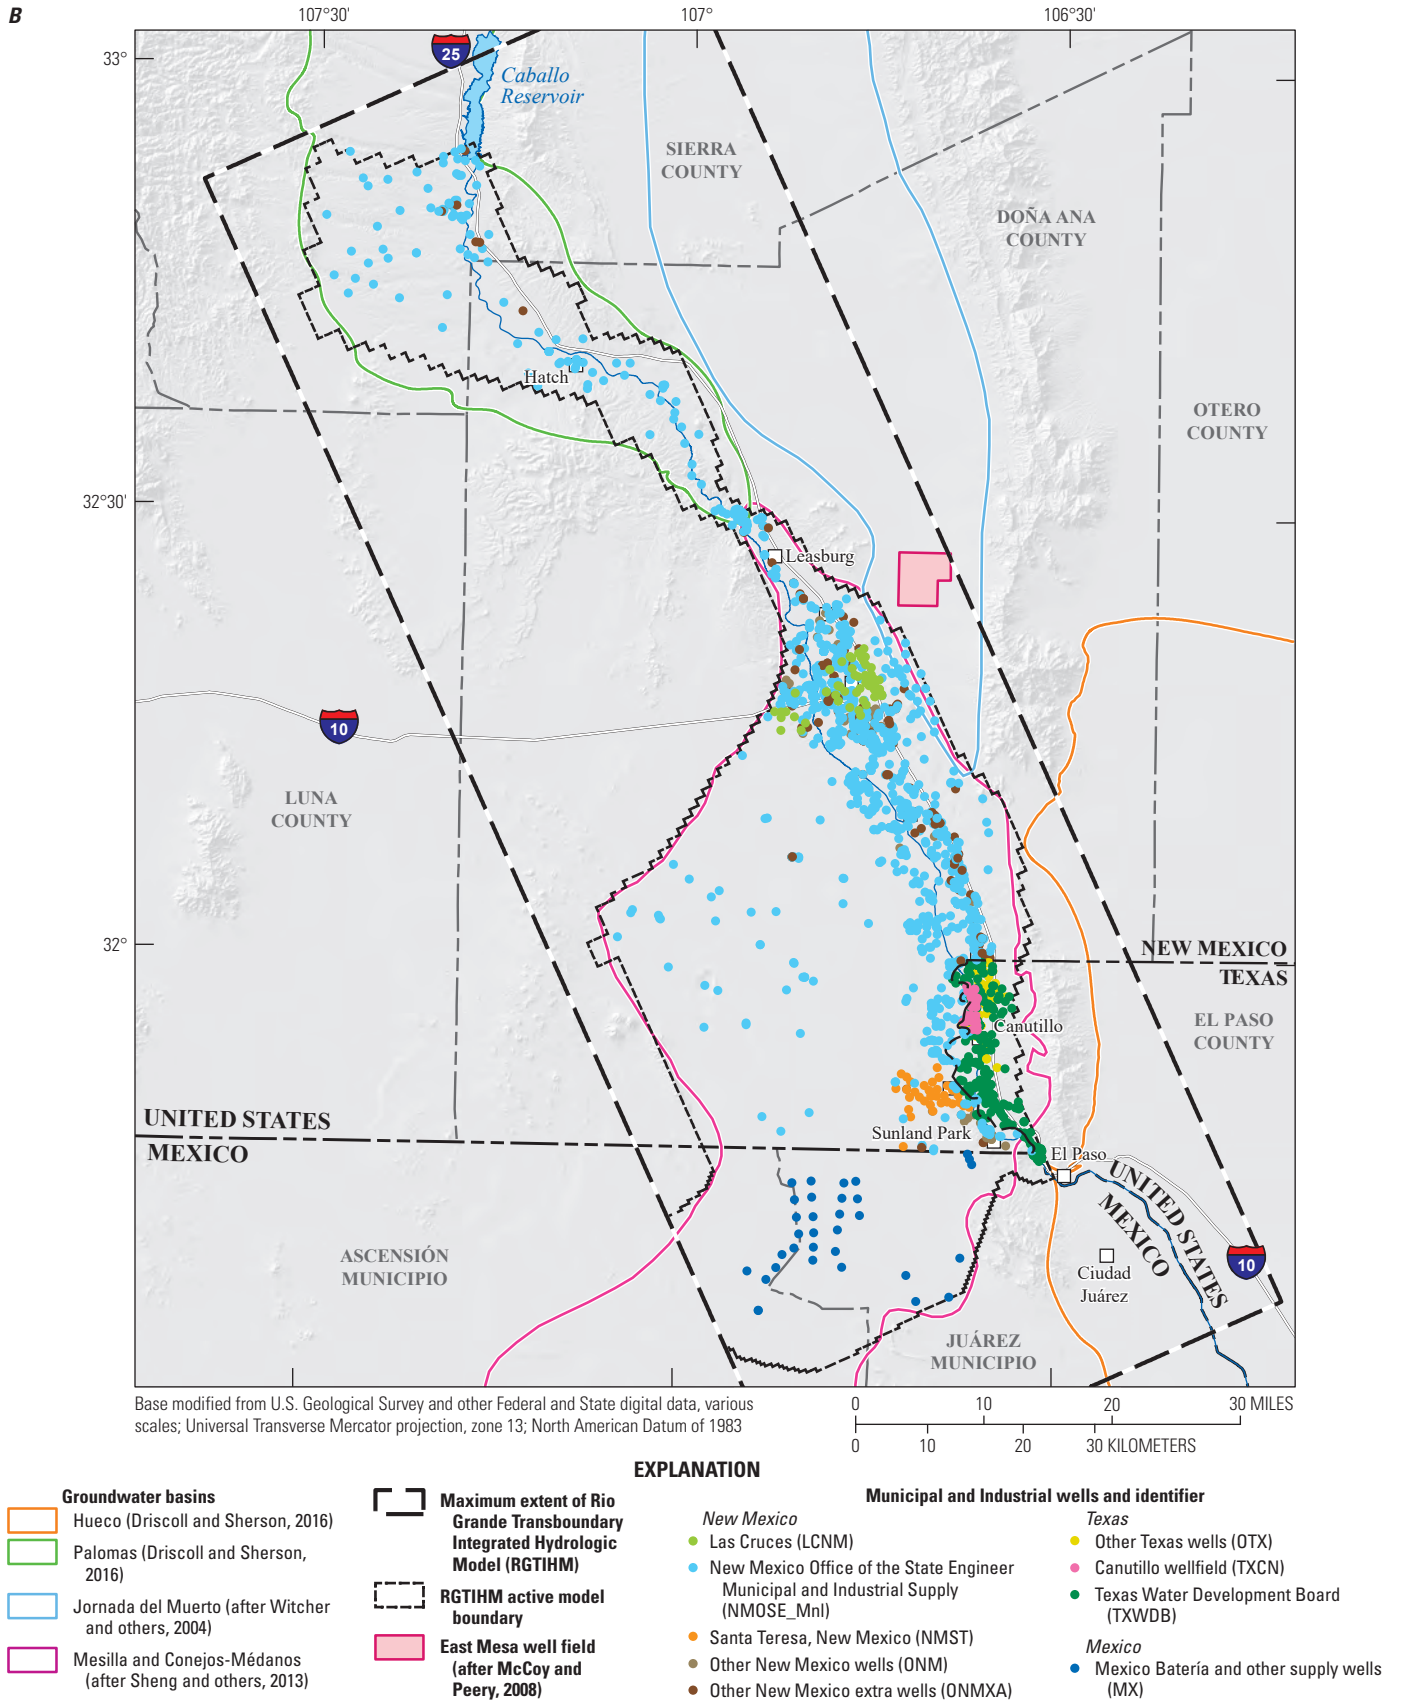 B
107°30'
107°
106°30'
33°
32°30'
32°
25
Caballo
Reservoir
SIERRA
COUNTY
DOÑA ANA
COUNTY
OTERO
COUNTY
Hatch
Leasburg
10
LUNA
COUNTY
NEW MEXICO
TEXAS
Canutillo
EL PASO
COUNTY
UNITED STATES
MEXICO
Sunland Park
El Paso
UNITED STATES
MEXICO
10
Ciudad
Juárez
ASCENSIÓN
MUNICIPIO
JUÁREZ
MUNICIPIO
Base modified from U.S. Geological Survey and other Federal and State digital data, various
scales; Universal Transverse Mercator projection, zone 13; North American Datum of 1983
0 10 20 30 MILES
0 10 20 30 KILOMETERS
EXPLANATION
Groundwater basins
Hueco (Driscoll and Sherson, 2016)
Palomas (Driscoll and Sherson,
2016)
Jornada del Muerto (after Witcher
and others, 2004)
Mesilla and Conejos-Médanos
(after Sheng and others, 2013)
Maximum extent of Rio
Grande Transboundary
Integrated Hydrologic
Model (RGTIHM)
RGTIHM active model
boundary
East Mesa well field
(after McCoy and
Peery, 2008)
Municipal and Industrial wells and identifier
New Mexico
Las Cruces (LCNM)
New Mexico Office of the State Engineer
Municipal and Industrial Supply
(NMOSE_MnI)
Santa Teresa, New Mexico (NMST)
Other New Mexico wells (ONM)
Other New Mexico extra wells (ONMXA)
Texas
Other Texas wells (OTX)
Canutillo wellfield (TXCN)
Texas Water Development Board
(TXWDB)
Mexico
Mexico Batería and other supply wells
(MX)